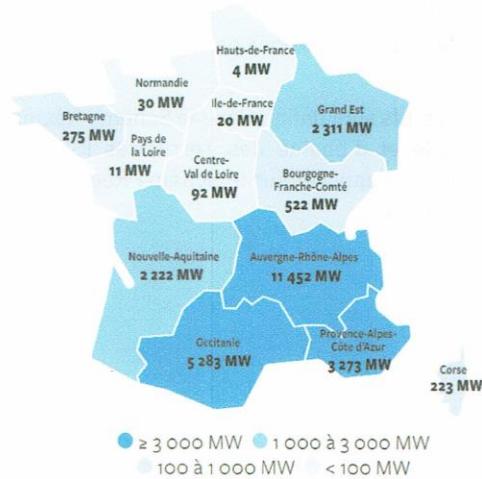 Hauts-de-France
4 MW
Normandie
30 MW
Ile-de-France
20 MW
Grand Est
2 311 MW
Bretagne
275 MW
Pays de
la Loire
11 MW
Centre-
Val de Loire
92 MW
Bourgogne-
Franche-Comté
522 MW
Nouvelle-Aquitaine
2 222 MW
Auvergne-Rhône-Alpes
11 452 MW
Occitanie
5 283 MW
Provence-Alpes-
Côte d'Azur
3 273 MW
Corse
223 MW
≥ 3 000 MW 1 000 à 3 000 MW
100 à 1 000 MW < 100 MW